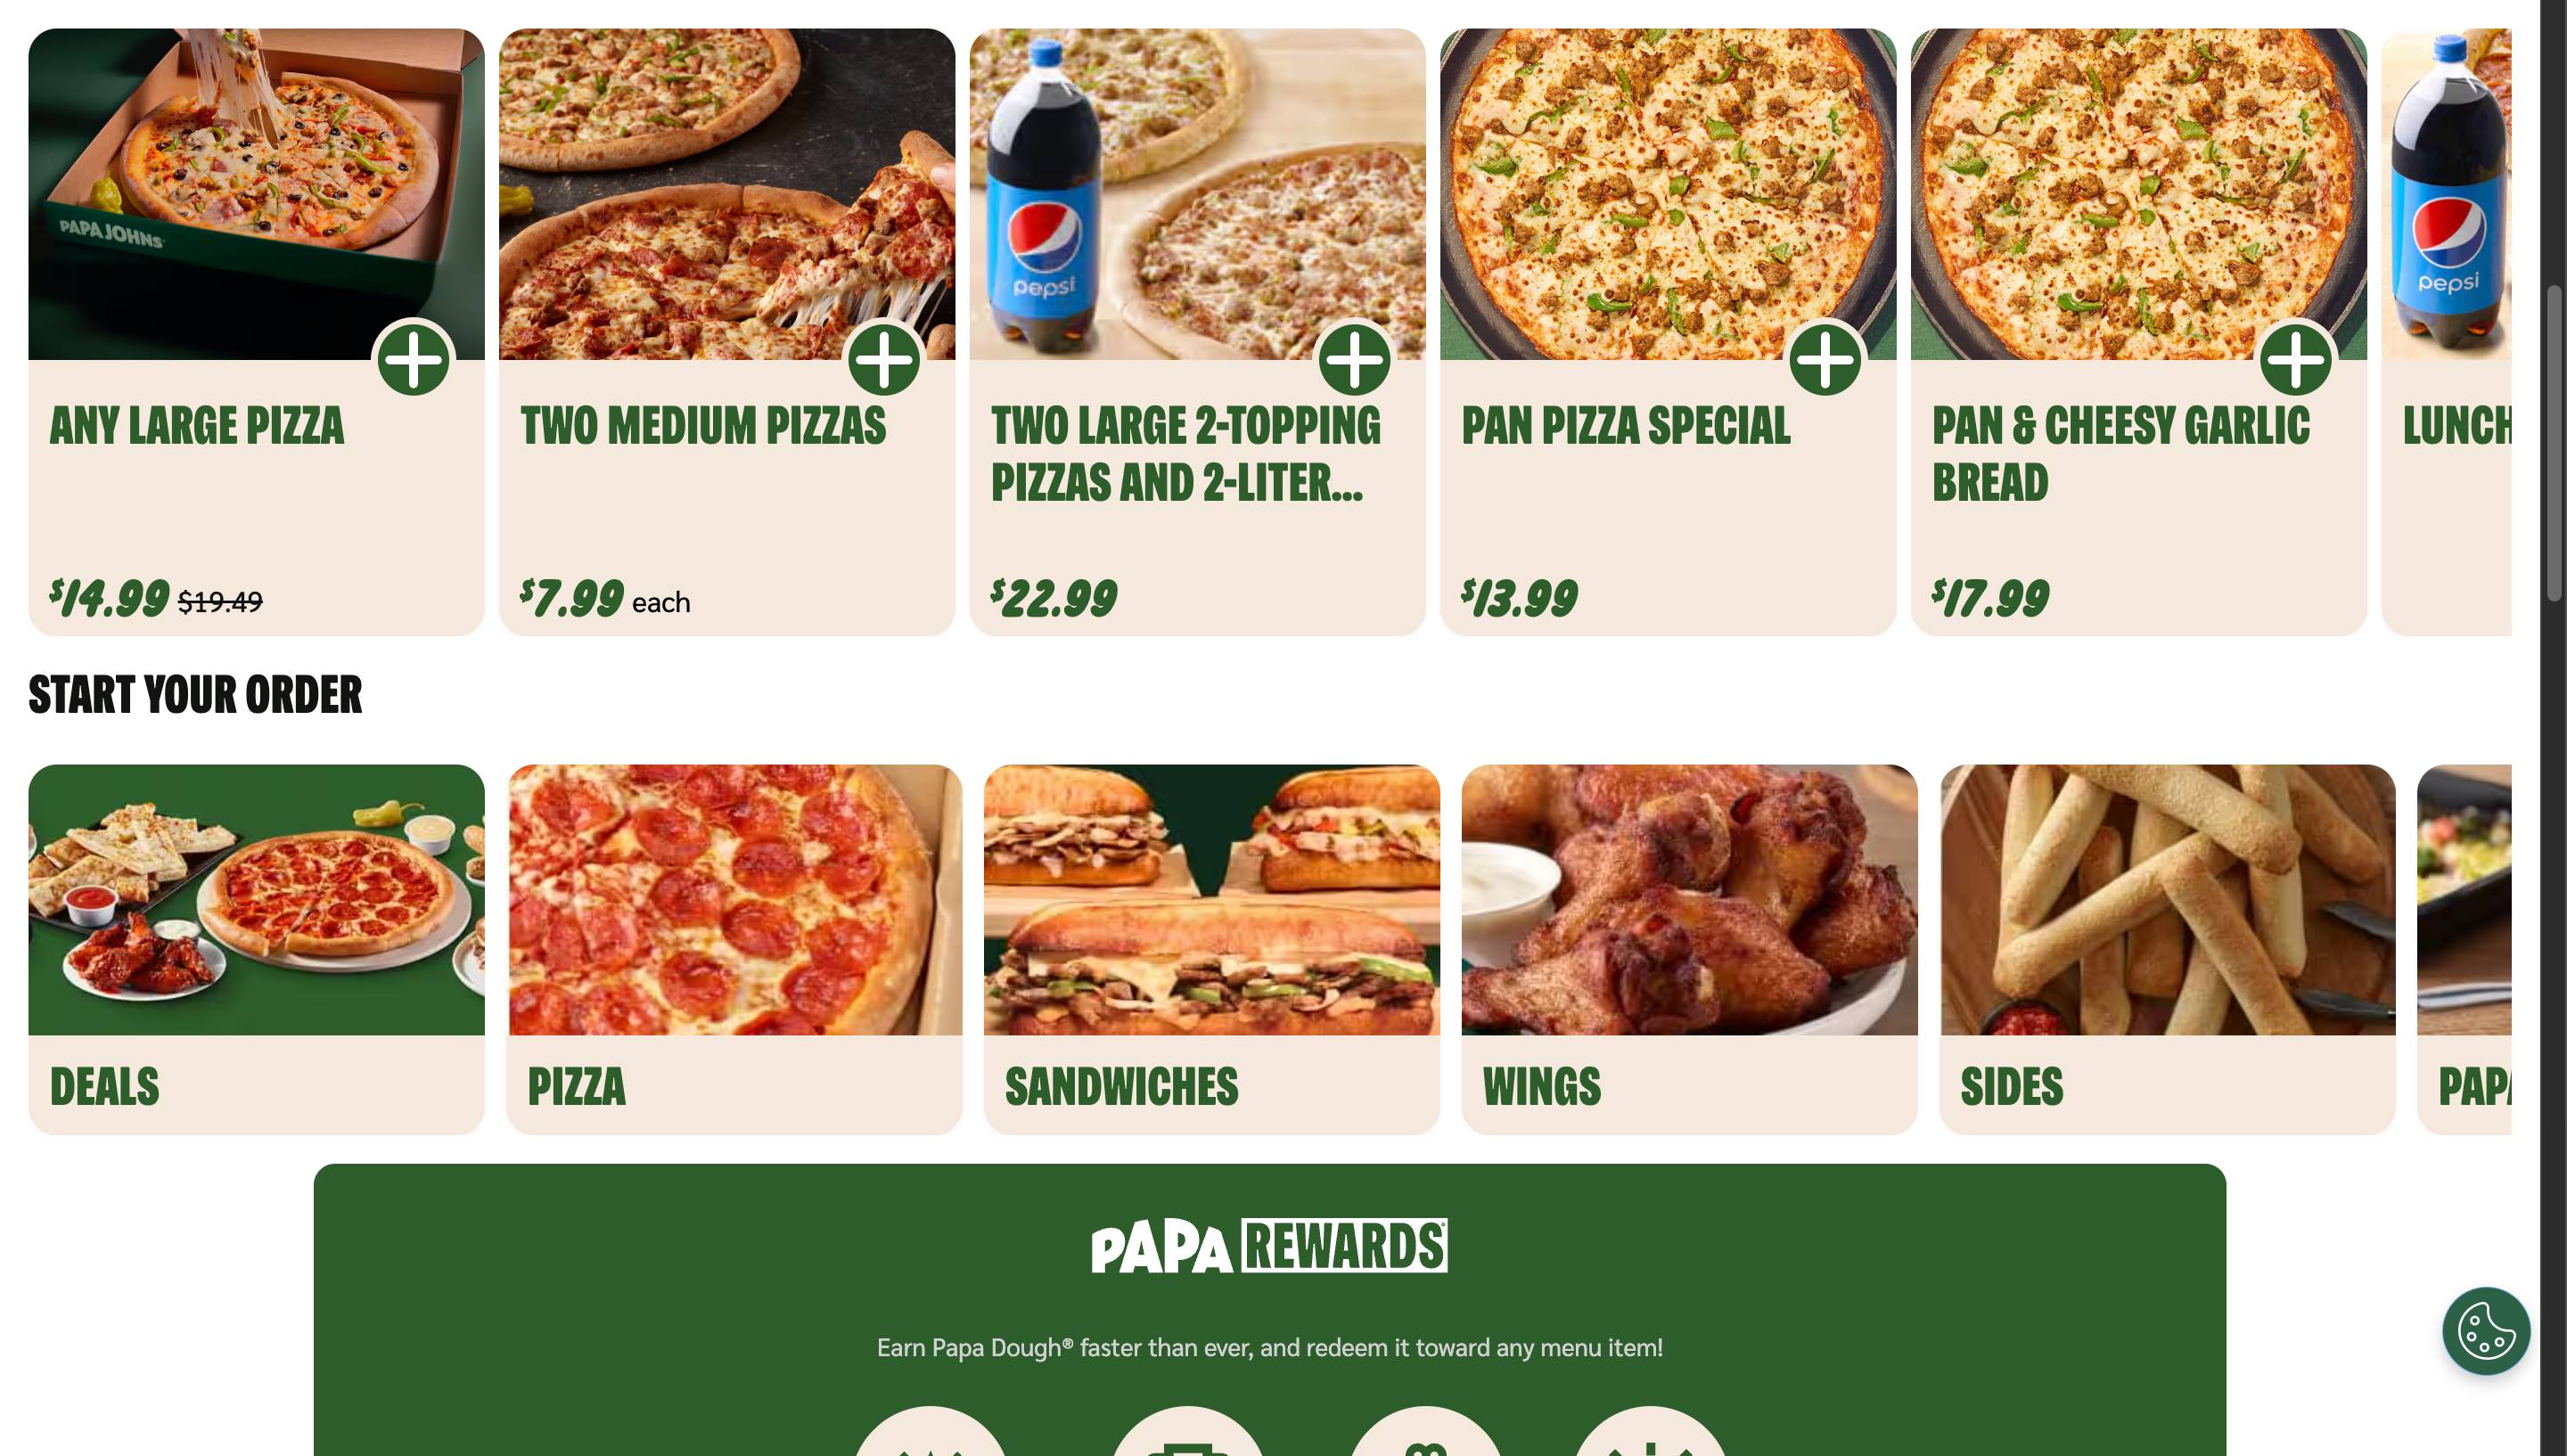 PAPA JOHNS
pepsi
pepsi
ANY LARGE PIZZA
$14.99 $19.49
TWO MEDIUM PIZZAS
$7.99 each
TWO LARGE 2-TOPPING
PIZZAS AND 2-LITER...
$22.99
PAN PIZZA SPECIAL
$13.99
PAN & CHEESY GARLIC
BREAD
$17.99
LUNCH
START YOUR ORDER
DEALS
PIZZA
SANDWICHES
WINGS
SIDES
PAPA
PAPA REWARDS
Earn Papa Dough® faster than ever, and redeem it toward any menu item!